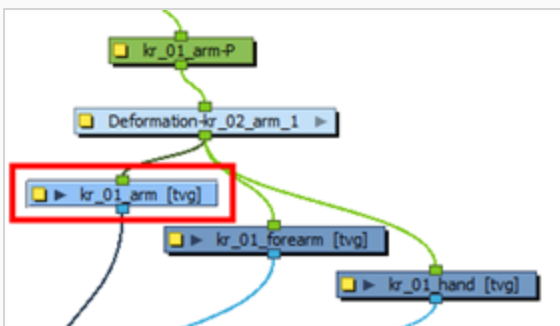 kr_01_arm-P
Deformation-kr_02_arm_1
kr_01_arm [tvg]
kr_01_forearm [tvg]
kr_01_hand [tvg]